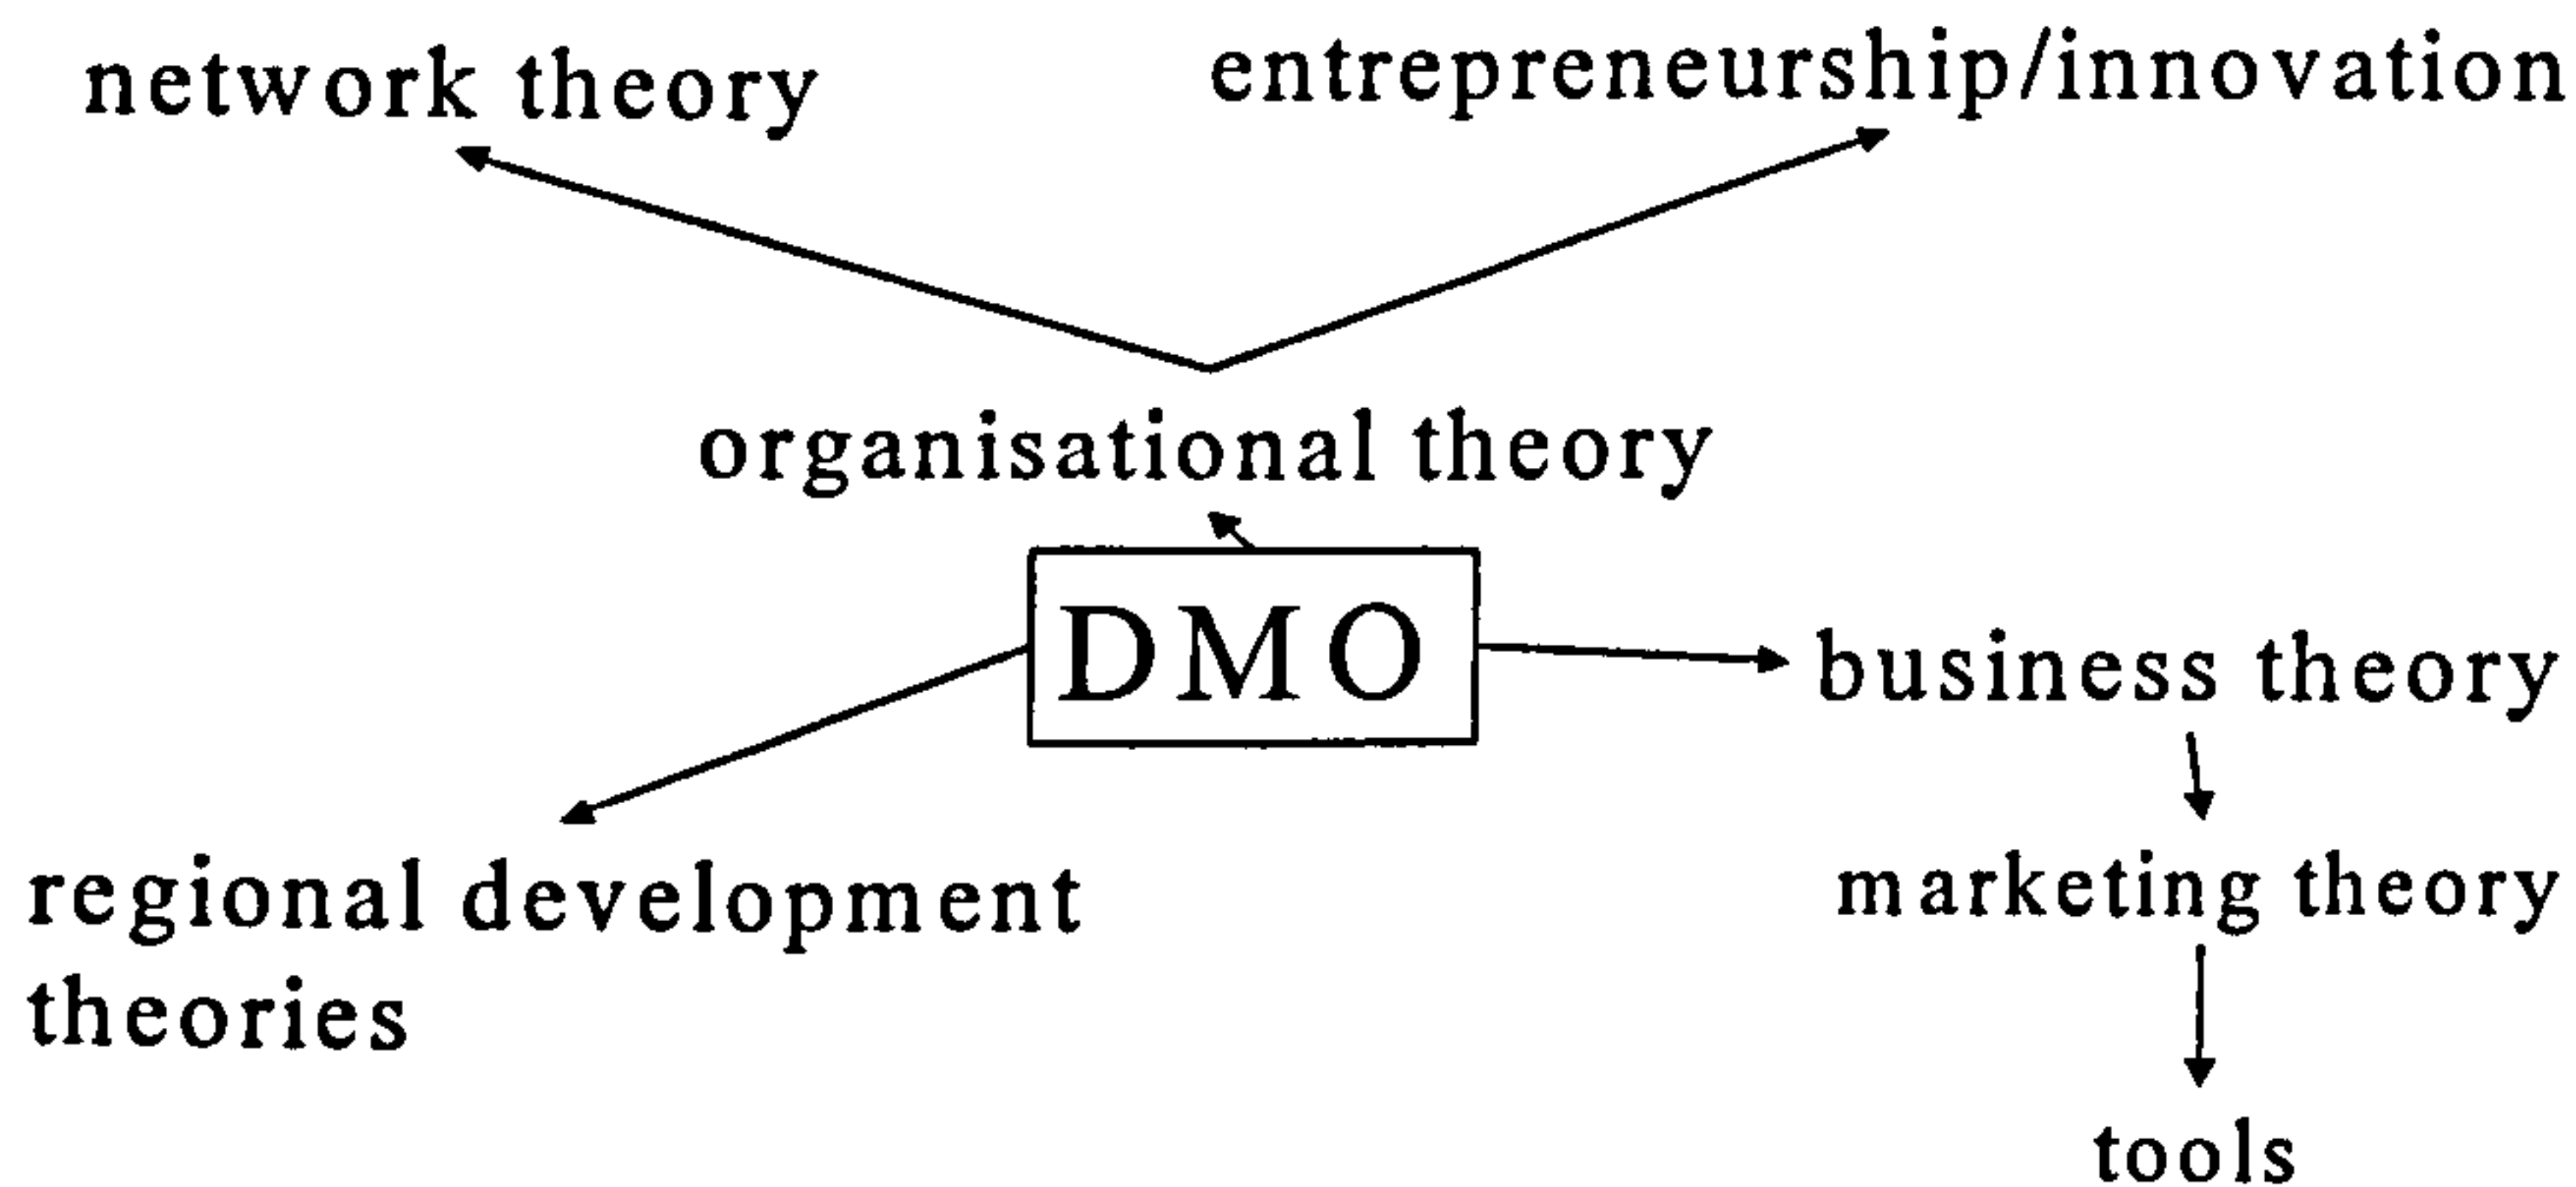 network theory
entrepreneurship/innovation
organisational theory
DMO
business theory
regional development
theories
marketing theory
tools